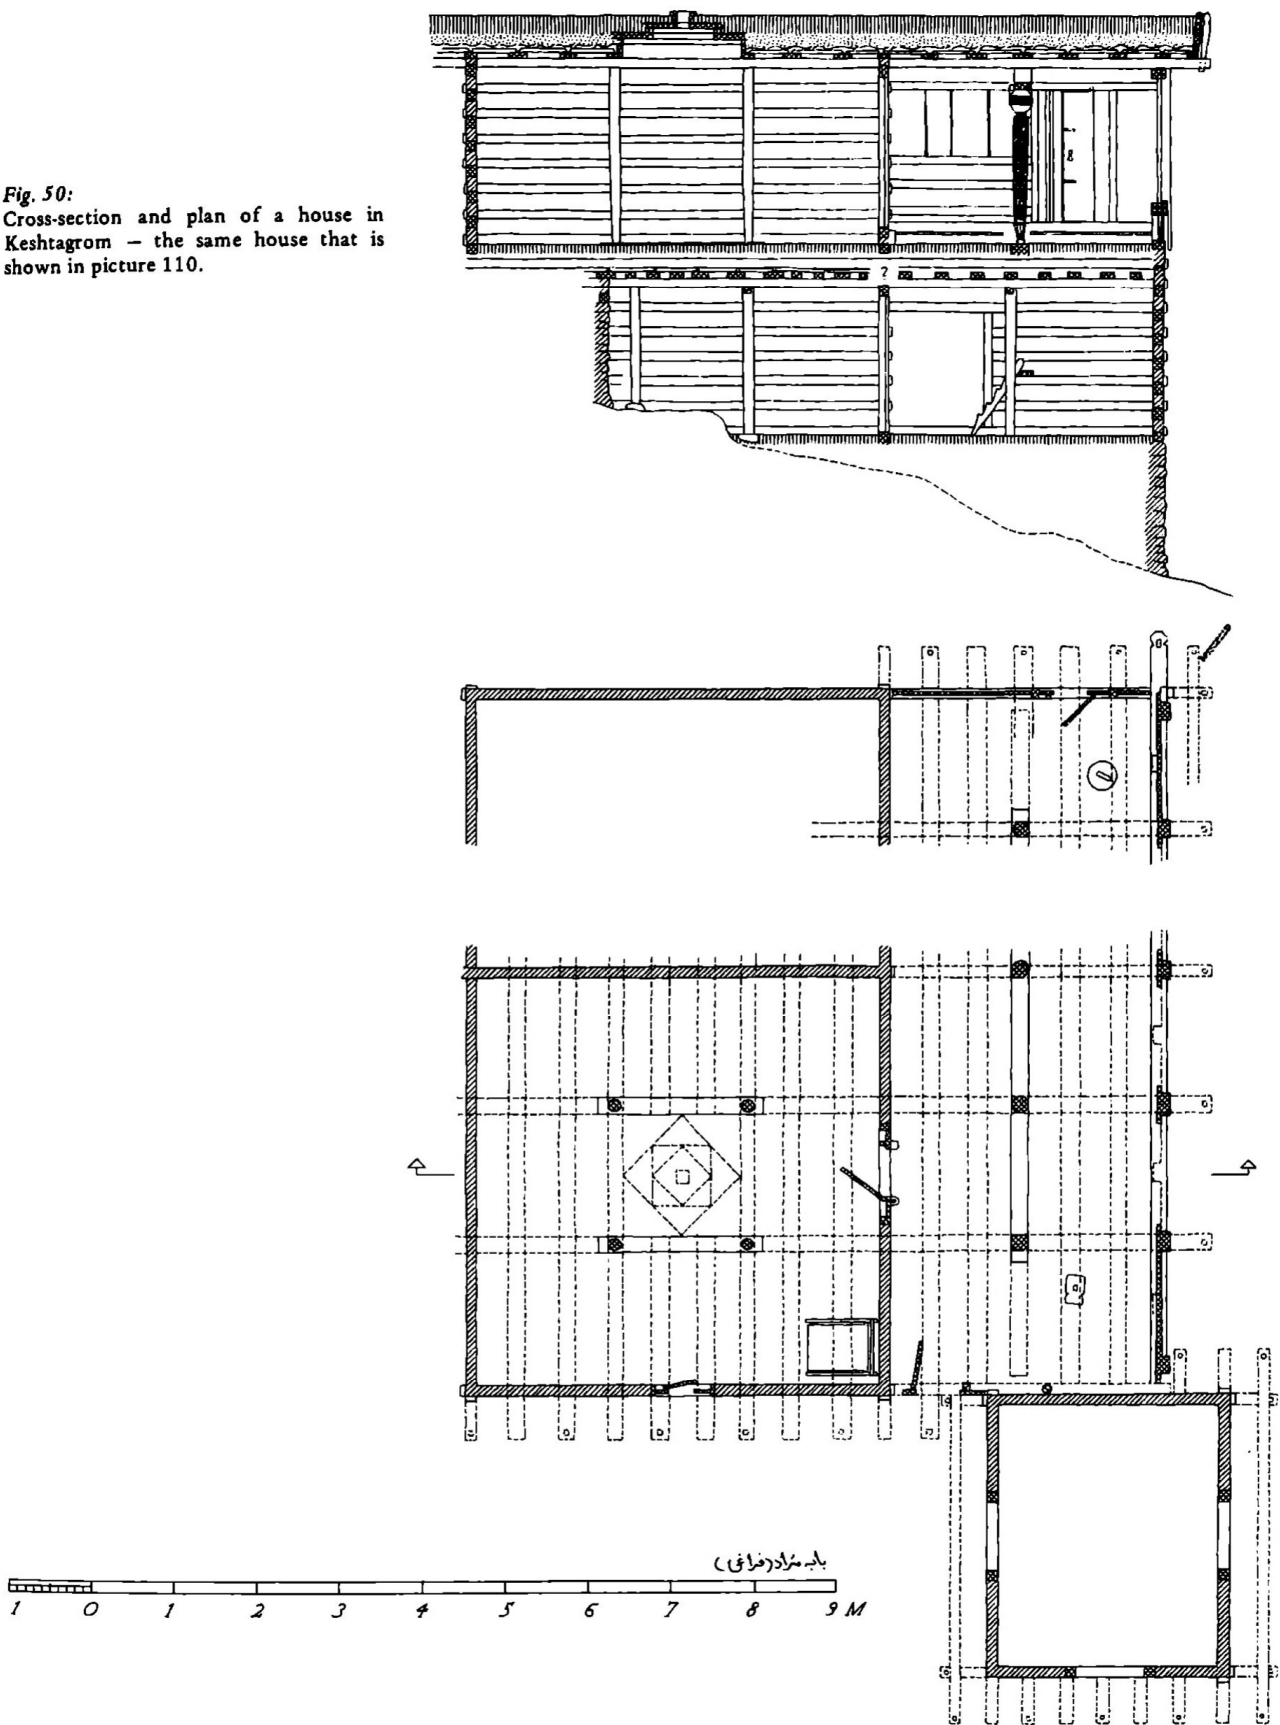 Fig. 50:
Cross-section and plan of a house in
Keshtagrom — the same house that is
shown in picture 110.
?
1 0 1 2 3 4 5 6 7 8 9 M